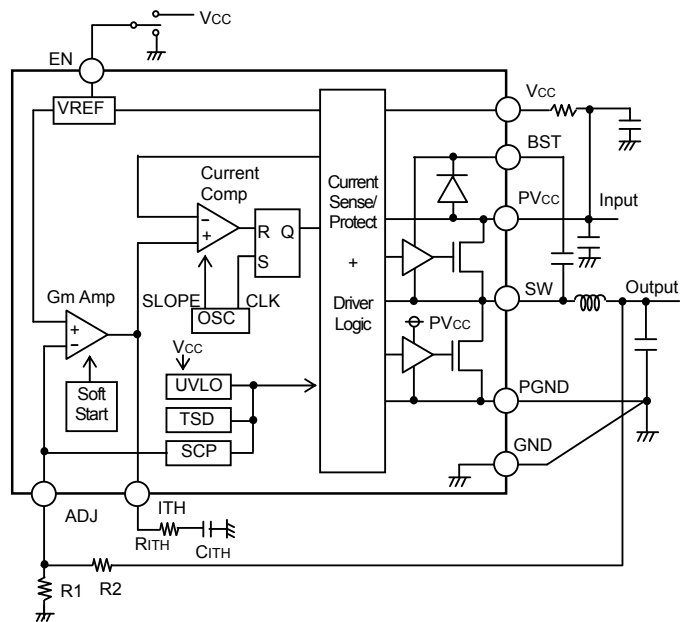 VCC
EN
VREF
VCC
BST
Current
Comp
Current
Sense/
Protect
+
Driver
Logic
PVCC
Input
R Q
S
SLOPE
CLK
OSC
SW
Output
Gm Amp
+
−
−
+
Soft
Start
VCC
UVLO
TSD
SCP
PVCC
PGND
GND
ADJ
ITH
RITH
CITH
R1
R2